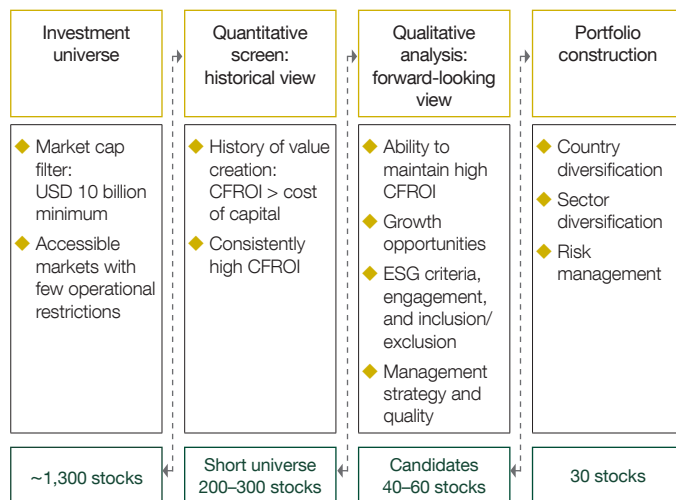 Investment
universe
Quantitative
screen:
historical view
Qualitative
analysis:
forward-looking
view
Portfolio
construction
Market cap
filter:
USD 10 billion
minimum
Accessible
markets with
few operational
restrictions
History of value
creation:
CFROI > cost
of capital
Consistently
high CFROI
Ability to
maintain high
CFROI
Growth
opportunities
ESG criteria,
engagement,
and inclusion/
exclusion
Management
strategy and
quality
Country
diversification
Sector
diversification
Risk
management
~1,300 stocks
Short universe
200–300 stocks
Candidates
40–60 stocks
30 stocks